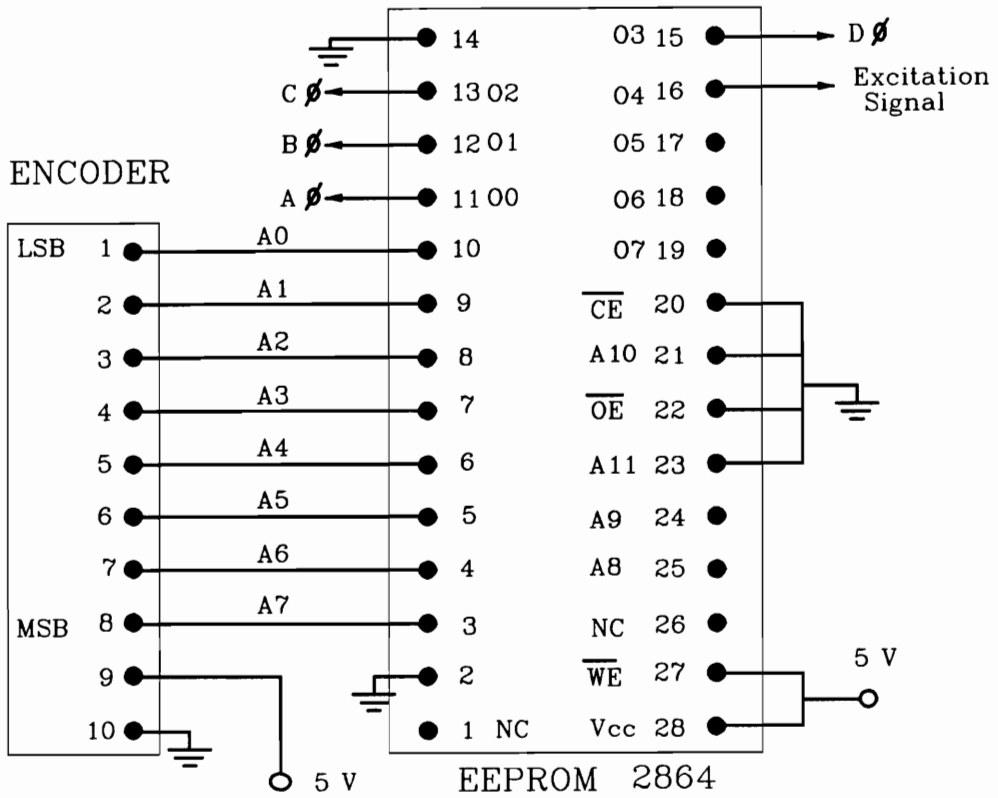 14 O3 15 D Ø
C Ø 13 O2 O4 16 Excitation
Signal
B Ø 12 O1 O5 17
ENCODER
A Ø 11 O0 O6 18
LSB 1 A0 10 O7 19
2 A1 9 CE 20
3 A2 8 A10 21
4 A3 7 OE 22
5 A4 6 A11 23
6 A5 5 A9 24
7 A6 4 A8 25
MSB 8 A7 3 NC 26
9 2 WE 27 5 V
10 1 NC Vcc 28
5 V
EEPROM 2864